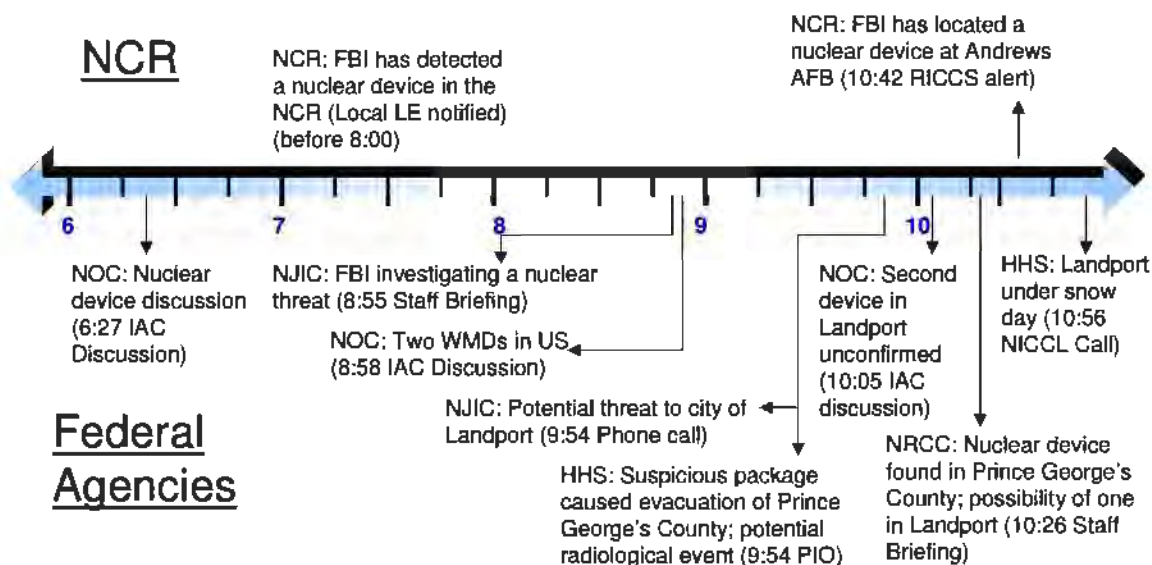 NCR
NCR: FBI has detected
a nuclear device in the
NCR (Local LE notified)
(before 8:00)
NCR: FBI has located a
nuclear device at Andrews
AFB (10:42 RICCS alert)
6
7
8
9
10
NOC: Nuclear
device discussion
(6:27 IAC
Discussion)
NJIC: FBI investigating a nuclear
threat (8:55 Staff Briefing)
NOC: Two WMDs in US
(8:58 IAC Discussion)
NJIC: Potential threat to city of
Landport (9:54 Phone call)
HHS: Suspicious package
caused evacuation of Prince
George's County; potential
radiological event (9:54 PIO)
NOC: Second
device in
Landport
unconfirmed
(10:05 IAC
discussion)
NRCC: Nuclear device
found in Prince George's
County; possibility of one
in Landport (10:26 Staff
Briefing)
HHS: Landport
under snow
day (10:56
NICCL Call)
Federal
Agencies